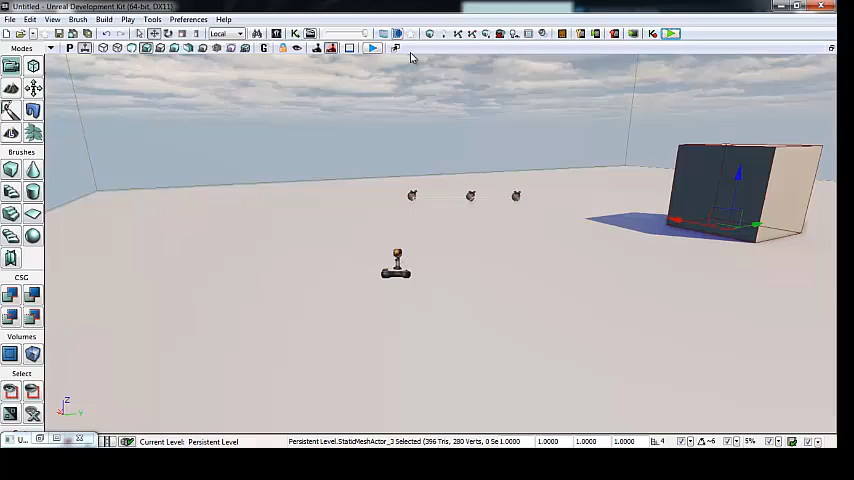 Untitled - Unreal Development Kit (64-bit, DX11)
File Edit View Brush Build Play Tools Preferences Help
Local
Modes P G
Brushes
CSG
Volumes
Select
Z
Y
U...
Current Level: Persistent Level
Persistent Level.StaticMeshActor_3 Selected (396 Tris, 280 Verts, 0 Se 1.0000 1.0000 1.0000 1.0000 4 ~6 5%